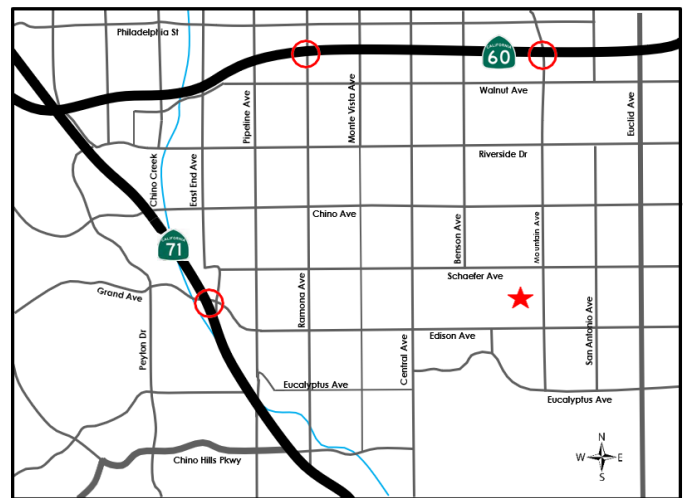 Philadelphia St
CALIFORNIA
60
Walnut Ave
Pipeline Ave
Monte Vista Ave
Euclid Ave
Riverside Dr
Chino Creek
East End Ave
Chino Ave
Benson Ave
Mountain Ave
CALIFORNIA
71
Schaefer Ave
Grand Ave
Ramona Ave
Peyton Dr
Central Ave
Edison Ave
San Antonio Ave
Eucalyptus Ave
Eucalyptus Ave
Chino Hills Pkwy
N
W E
S